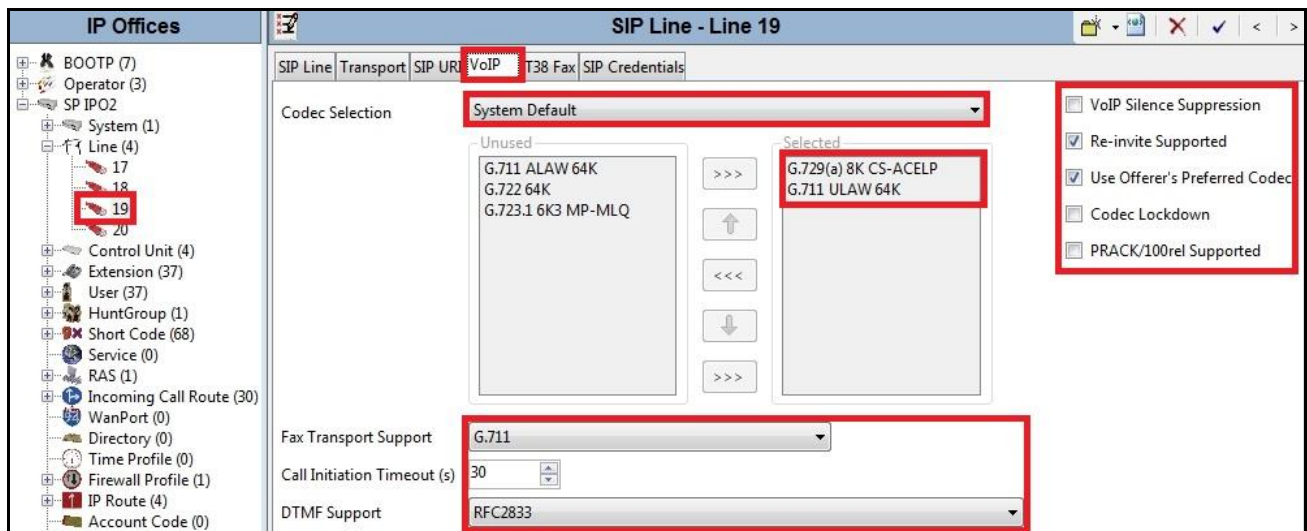 IP Offices
BOOTP (7)
Operator (3)
SP IPO2
System (1)
Line (4)
17
18
19
20
Control Unit (4)
Extension (37)
User (37)
HuntGroup (1)
Short Code (68)
Service (0)
RAS (1)
Incoming Call Route (30)
WanPort (0)
Directory (0)
Time Profile (0)
Firewall Profile (1)
IP Route (4)
Account Code (0)
SIP Line - Line 19
SIP Line Transport SIP URI VoIP T38 Fax SIP Credentials
Codec Selection System Default
Unused
G.711 ALAW 64K
G.722 64K
G.723.1 6K3 MP-MLQ
>>>
<<<
>>>
Selected
G.729(a) 8K CS-ACELP
G.711 ULAW 64K
VoIP Silence Suppression
Re-invite Supported
Use Offerer's Preferred Codec
Codec Lockdown
PRACK/100rel Supported
Fax Transport Support G.711
Call Initiation Timeout (s) 30
DTMF Support RFC2833